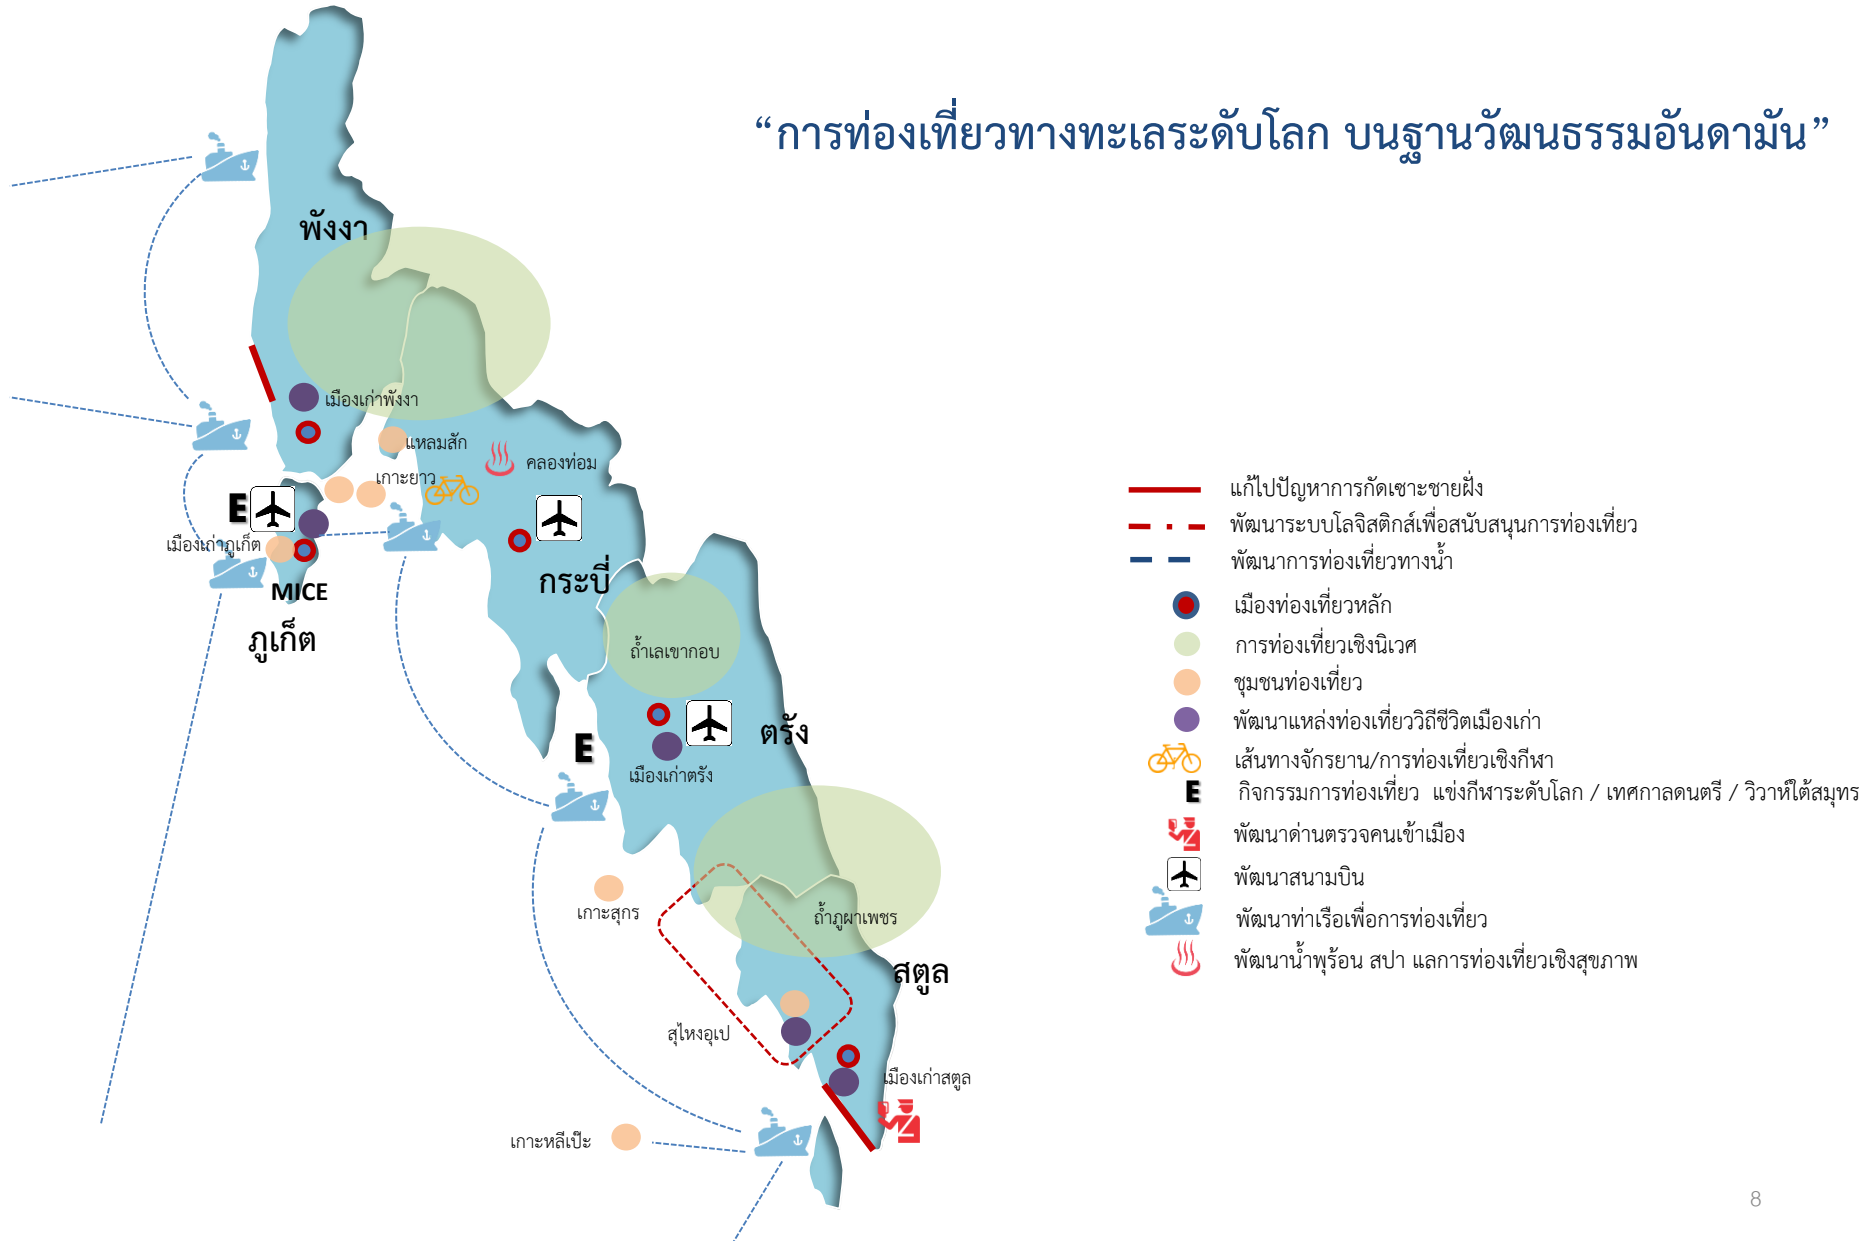 “การท่องเที่ยวทางทะเลระดับโลก บนฐานวัฒนธรรมอันดามัน”
พังงา
เมืองเก่าพังงา
แหลมสัก
คลองท่อม
เกาะยาว
E
เมืองเก่าภูเก็ต
MICE
ภูเก็ต
กระบี่
ถ้ำเลเขากอบ
E
ตรัง
เมืองเก่าตรัง
เกาะสุกร
ถ้ำภูผาเพชร
สตูล
สุไหงอุเป
เมืองเก่าสตูล
เกาะหลีเป๊ะ
แก้ไปปัญหาการกัดเซาะชายฝั่ง
พัฒนาระบบโลจิสติกส์เพื่อสนับสนุนการท่องเที่ยว
พัฒนาการท่องเที่ยวทางน้ำ
เมืองท่องเที่ยวหลัก
การท่องเที่ยวเชิงนิเวศ
ชุมชนท่องเที่ยว
พัฒนาแหล่งท่องเที่ยววิถีชีวิตเมืองเก่า
เส้นทางจักรยาน/การท่องเที่ยวเชิงกีฬา
E กิจกรรมการท่องเที่ยว แข่งกีฬาระดับโลก / เทศกาลดนตรี / วิวาห์ใต้สมุทร
พัฒนาด่านตรวจคนเข้าเมือง
พัฒนาสนามบิน
พัฒนาท่าเรือเพื่อการท่องเที่ยว
พัฒนาน้ำพุร้อน สปา แลการท่องเที่ยวเชิงสุขภาพ
8